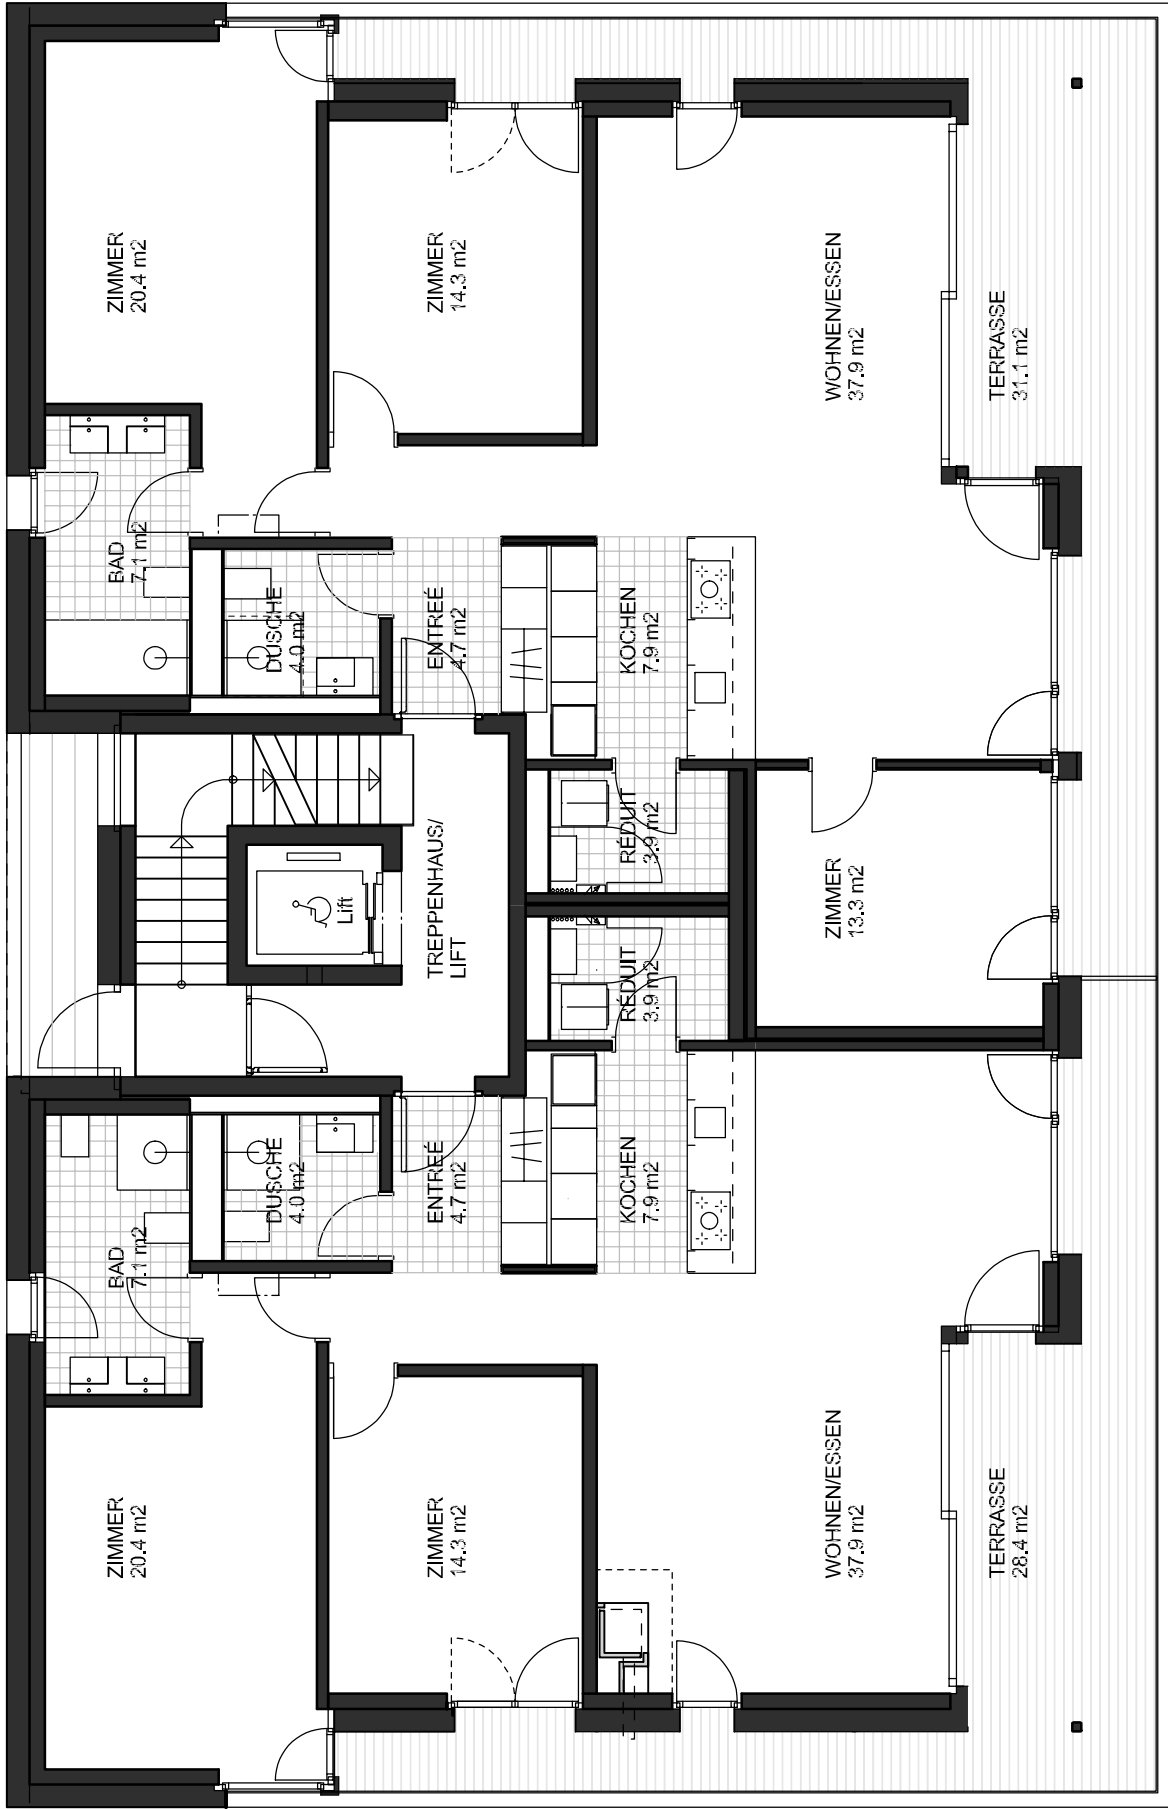 ZIMMER
20.4 m2
BAD
7.1 m2
DUSCHE
4.0 m2
ZIMMER
14.3 m2
ENTREÉ
4.7 m2
KOCHEN
7.9 m2
WOHNEN/ESSEN
37.9 m2
TERRASSE
28.4 m2
Lift
TREPPENHAUS/
LIFT
RÉDUIT
3.9 m2
RÉDUIT
3.9 m2
ZIMMER
13.3 m2
ZIMMER
20.4 m2
BAD
7.1 m2
DUSCHE
4.0 m2
ZIMMER
14.3 m2
ENTREÉ
4.7 m2
KOCHEN
7.9 m2
WOHNEN/ESSEN
37.9 m2
TERRASSE
31.1 m2